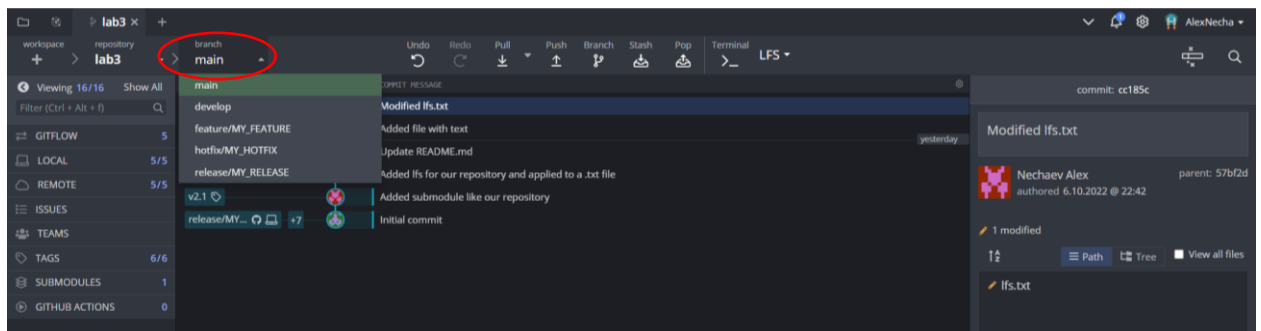 lab3 × +
AlexNecha
workspace repository branch Undo Redo Pull Push Branch Stash Pop Terminal
+ lab3 main LFS
Viewing 16/16 Show All
Filter (Ctrl + Alt + f)
GITFLOW 5
LOCAL 5/5
REMOTE 5/5
ISSUES
TEAMS
TAGS 6/6
SUBMODULES 1
GITHUB ACTIONS 0
main
develop
feature/MY_FEATURE
hotfix/MY_HOTFIX
release/MY_RELEASE
v2.1
release/MY... +7
COMMIT MESSAGE
Modified lfs.txt
Added file with text
yesterday
Update README.md
Added lfs for our repository and applied to a .txt file
Added submodule like our repository
Initial commit
commit: cc185c
Modified lfs.txt
Nechaev Alex parent: 57bf2d
authored 6.10.2022 @ 22:42
1 modified
Path Tree View all files
lfs.txt